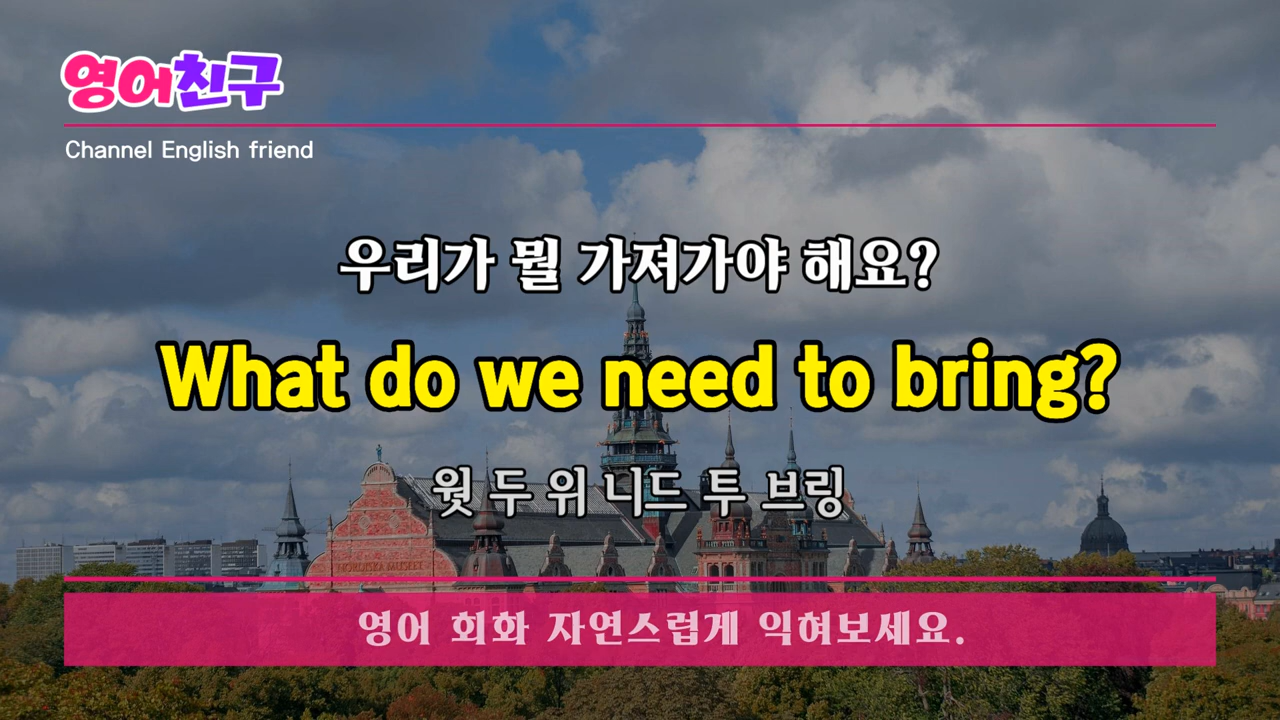 영어친구
Channel English friend
우리가 뭘 가져가야 해요?
What do we need to bring?
웟 두 위 니드 투 브링
NORDISKA MUSEET
영어 회화 자연스럽게 익혀보세요.